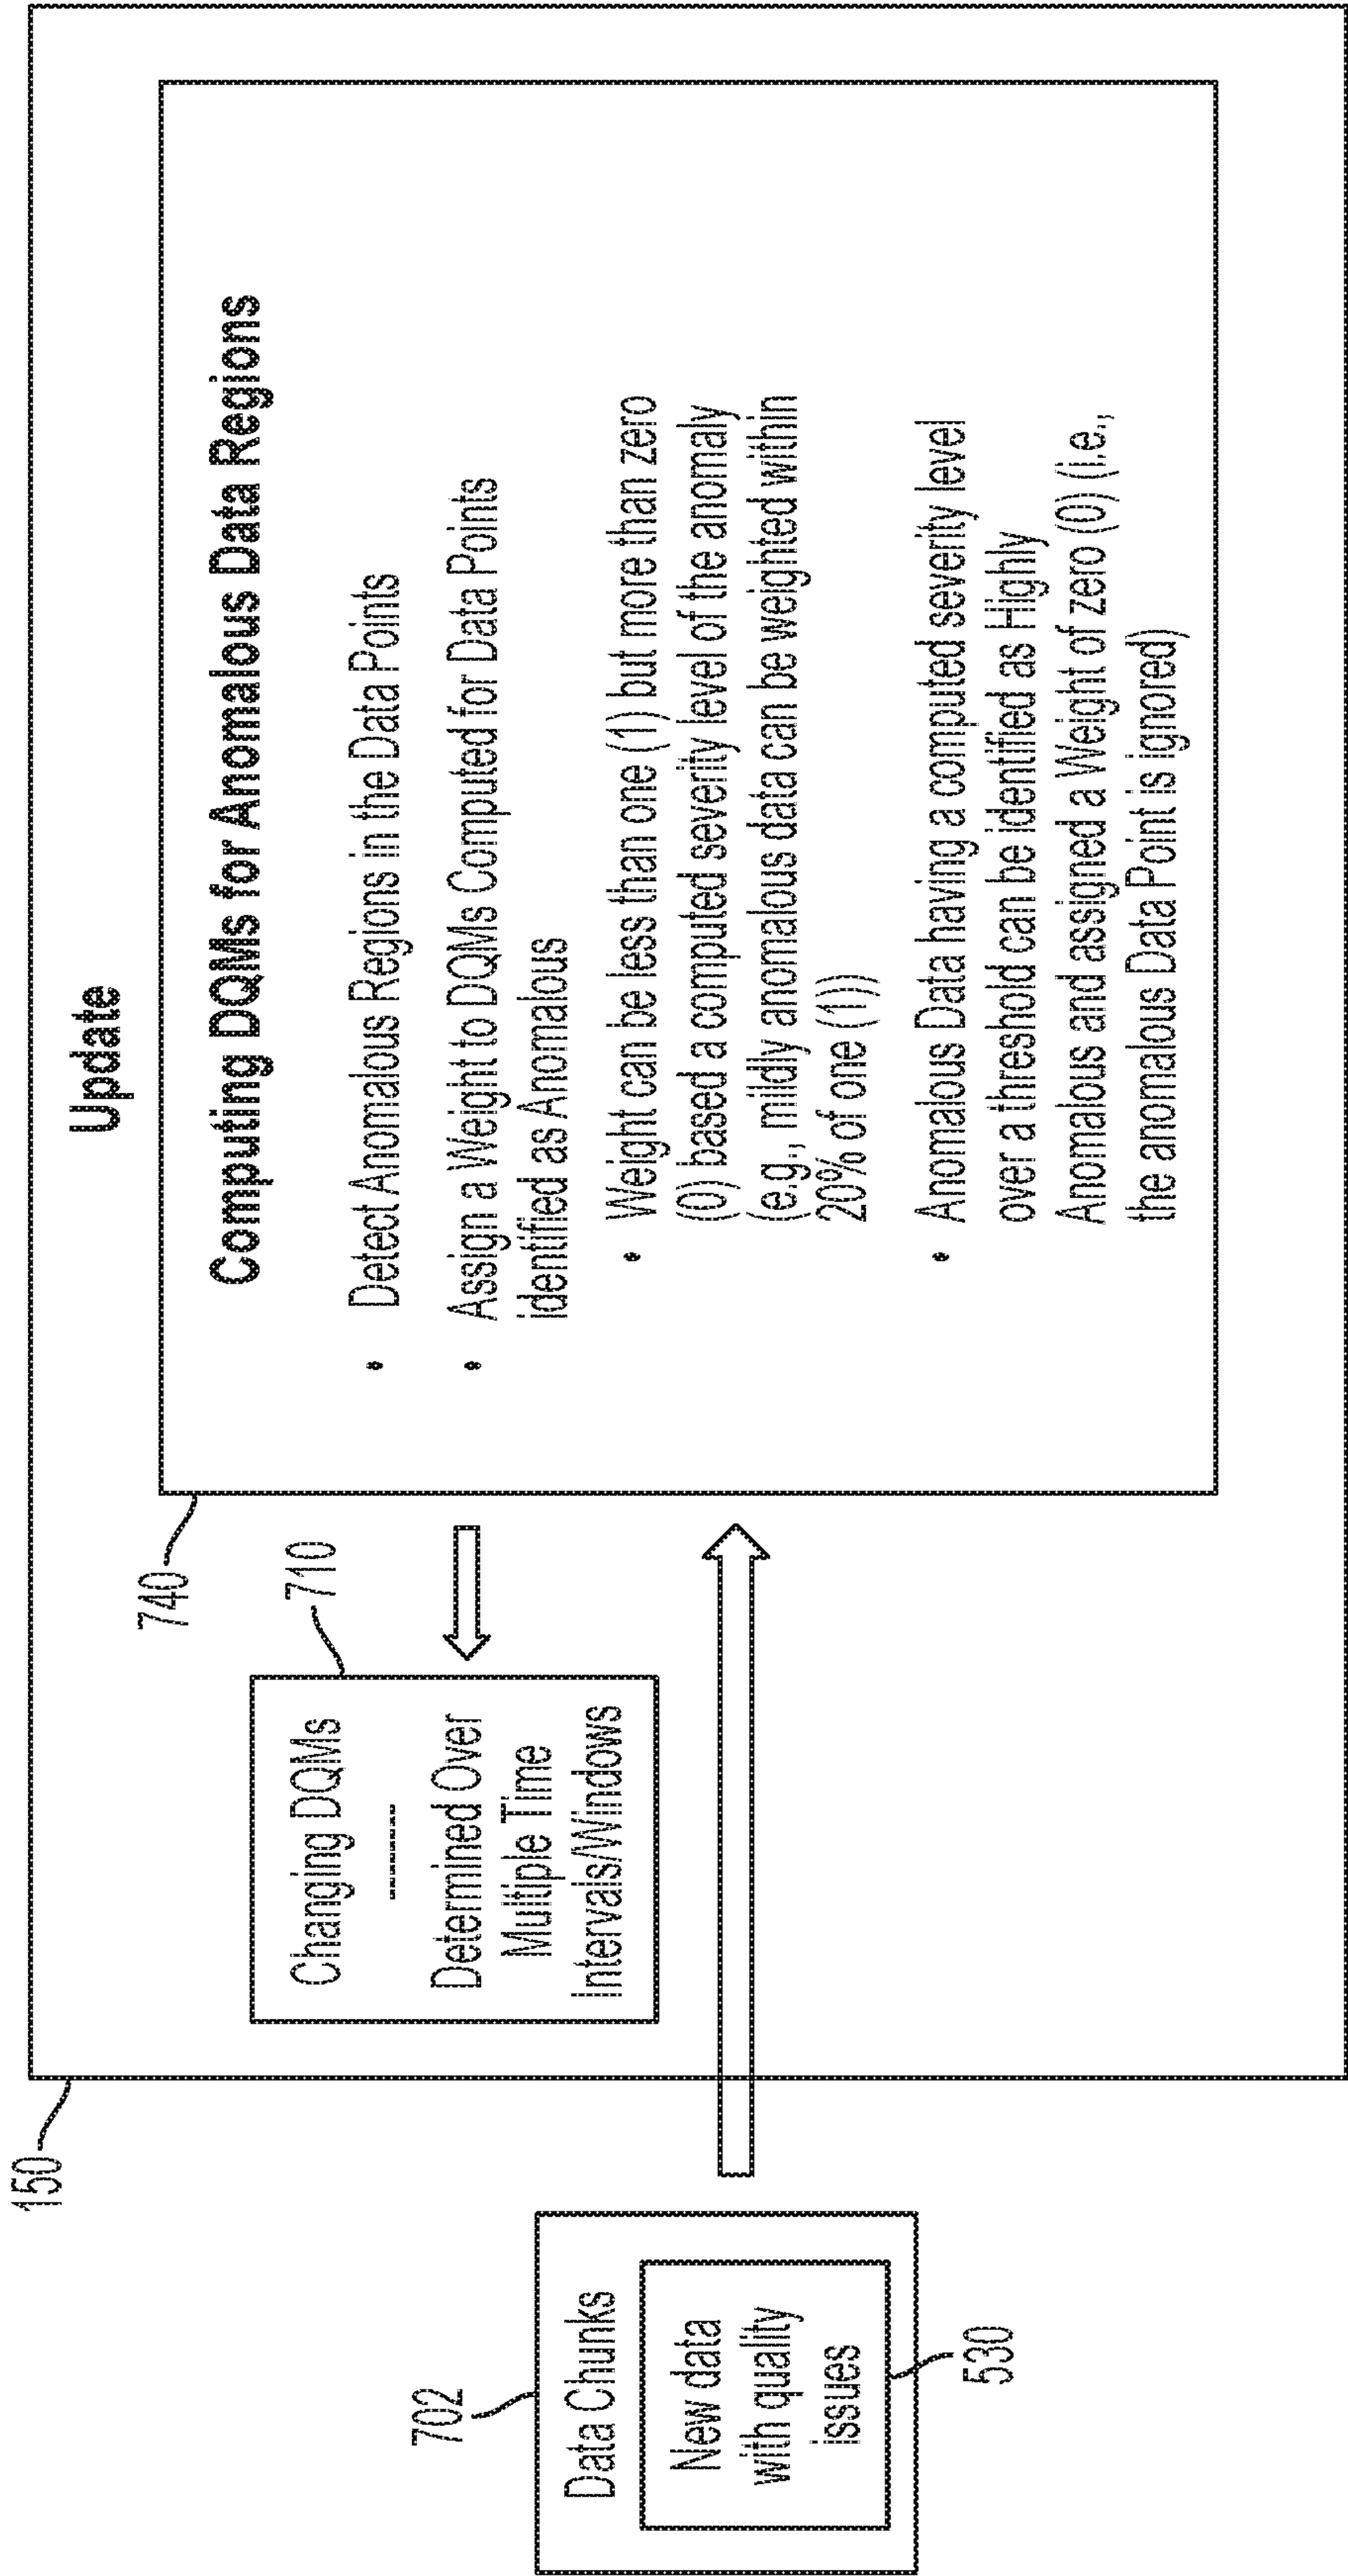 150
Update
740
Computing DQMs for Anomalous Data Regions
• Detect Anomalous Regions in the Data Points
• Assign a Weight to DQMs Computed for Data Points
identified as Anomalous
• Weight can be less than one (1) but more than zero
(0) based a computed severity level of the anomaly
(e.g., mildly anomalous data can be weighted within
20% of one (1))
• Anomalous Data having a computed severity level
over a threshold can be identified as Highly
Anomalous and assigned a Weight of zero (0) (i.e.,
the anomalous Data Point is ignored)
710
Changing DQMs
Determined Over
Multiple Time
Intervals/Windows
702
Data Chunks
New data
with quality
issues
530